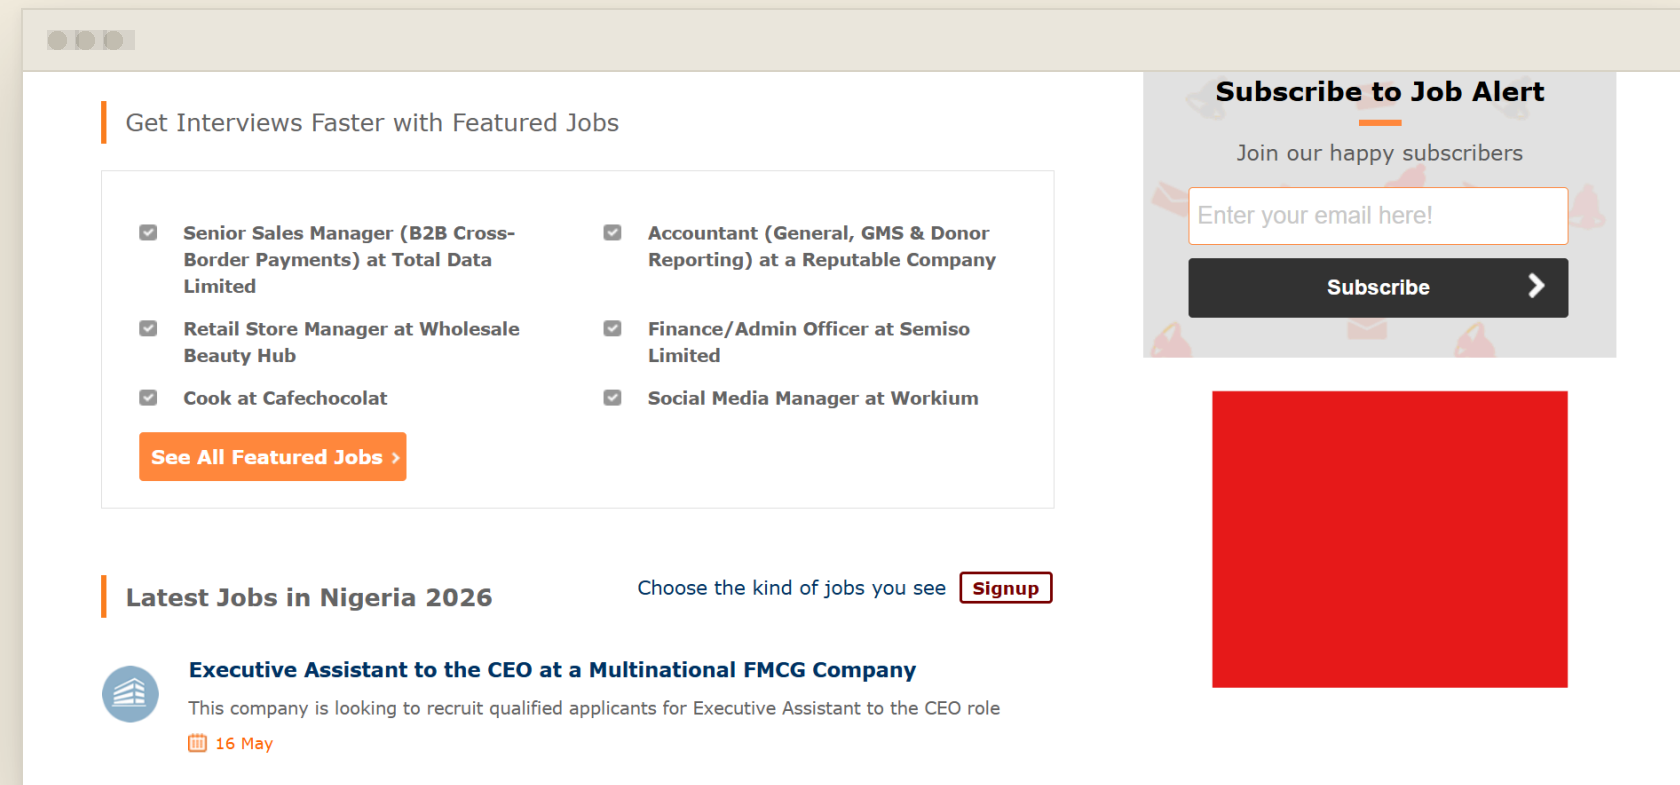 Get Interviews Faster with Featured Jobs
Senior Sales Manager (B2B Cross-
Border Payments) at Total Data
Limited
Accountant (General, GMS & Donor
Reporting) at a Reputable Company
Retail Store Manager at Wholesale
Beauty Hub
Finance/Admin Officer at Semiso
Limited
Cook at Cafechocolat
Social Media Manager at Workium
See All Featured Jobs
Latest Jobs in Nigeria 2026
Choose the kind of jobs you see
Signup
Executive Assistant to the CEO at a Multinational FMCG Company
This company is looking to recruit qualified applicants for Executive Assistant to the CEO role
16 May
Subscribe to Job Alert
Join our happy subscribers
Enter your email here!
Subscribe